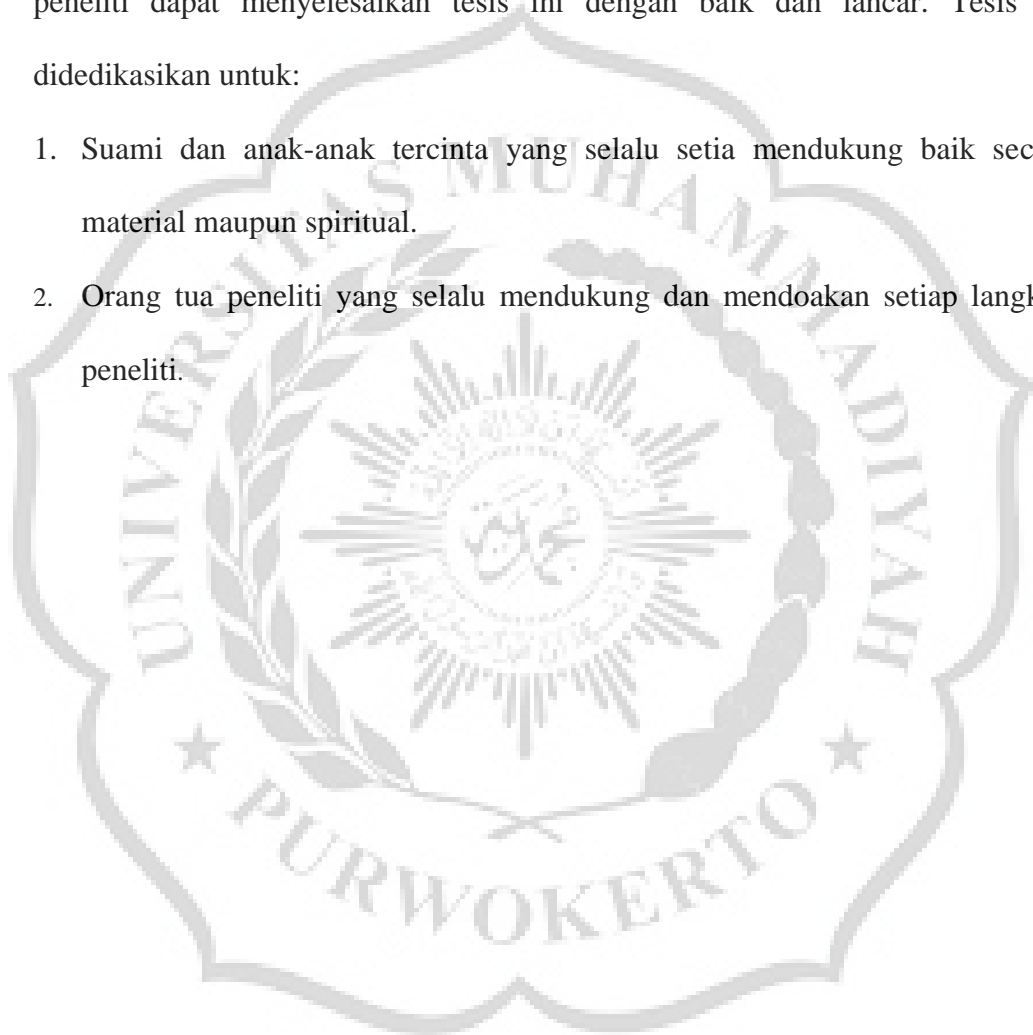 peneliti dapat menyelesaikan tesis ini dengan baik dan lancar. Tesis
didedikasikan untuk:
1. Suami dan anak-anak tercinta yang selalu setia mendukung baik sec
material maupun spiritual.
2. Orang tua peneliti yang selalu mendukung dan mendoakan setiap langk
peneliti.
UNIVERSITAS MUHAMMADIYAH
★ PURWOKERTO ★